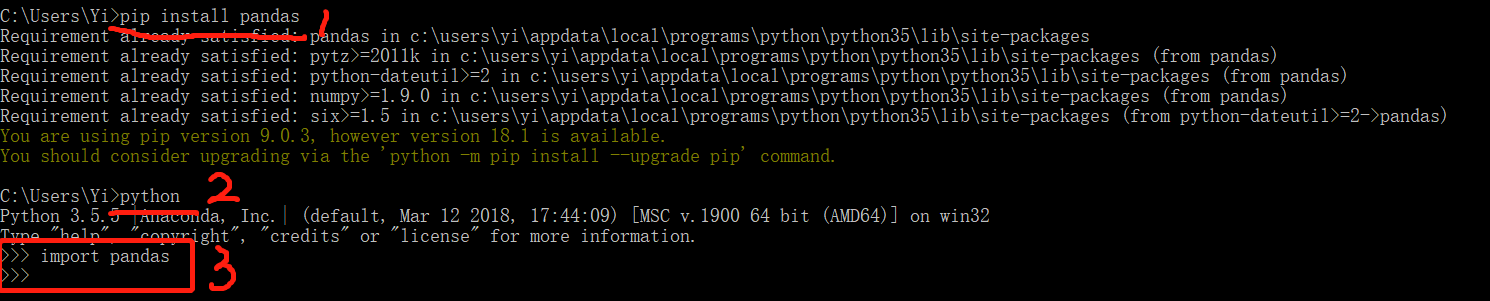 C:\Users\Yi>pip install pandas 1
Requirement already satisfied: pandas in c:\users\yi\appdata\local\programs\python\python35\lib\site-packages
Requirement already satisfied: pytz>=2011k in c:\users\yi\appdata\local\programs\python\python35\lib\site-packages (from pandas)
Requirement already satisfied: python-dateutil>=2 in c:\users\yi\appdata\local\programs\python\python35\lib\site-packages (from pandas)
Requirement already satisfied: numpy>=1.9.0 in c:\users\yi\appdata\local\programs\python\python35\lib\site-packages (from pandas)
Requirement already satisfied: six>=1.5 in c:\users\yi\appdata\local\programs\python\python35\lib\site-packages (from python-dateutil>=2->pandas)
You are using pip version 9.0.3, however version 18.1 is available.
You should consider upgrading via the 'python -m pip install --upgrade pip' command.
C:\Users\Yi>python 2
Python 3.5.5 |Anaconda, Inc.| (default, Mar 12 2018, 17:44:09) [MSC v.1900 64 bit (AMD64)] on win32
Type "help", "copyright", "credits" or "license" for more information.
>>> import pandas 3
>>>